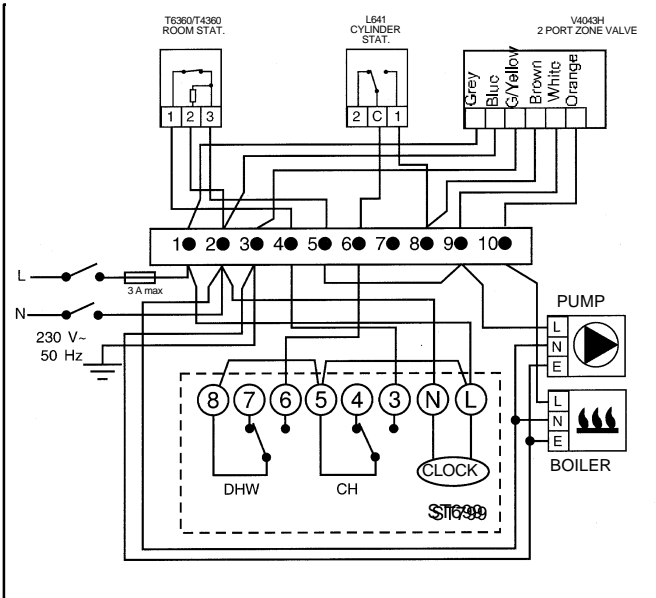 T6360/T4360
ROOM STAT.
L641
CYLINDER
STAT.
V4043H
2 PORT ZONE VALVE
Grey
Blue
G/Yellow
Brown
White
Orange
1 2 3
2 C 1
1 2 3 4 5 6 7 8 9 10
L
3 A max
N
230 V~
50 Hz
PUMP
L
N
E
L
N
E
BOILER
8 7 6 5 4 3 N L
CLOCK
DHW
CH